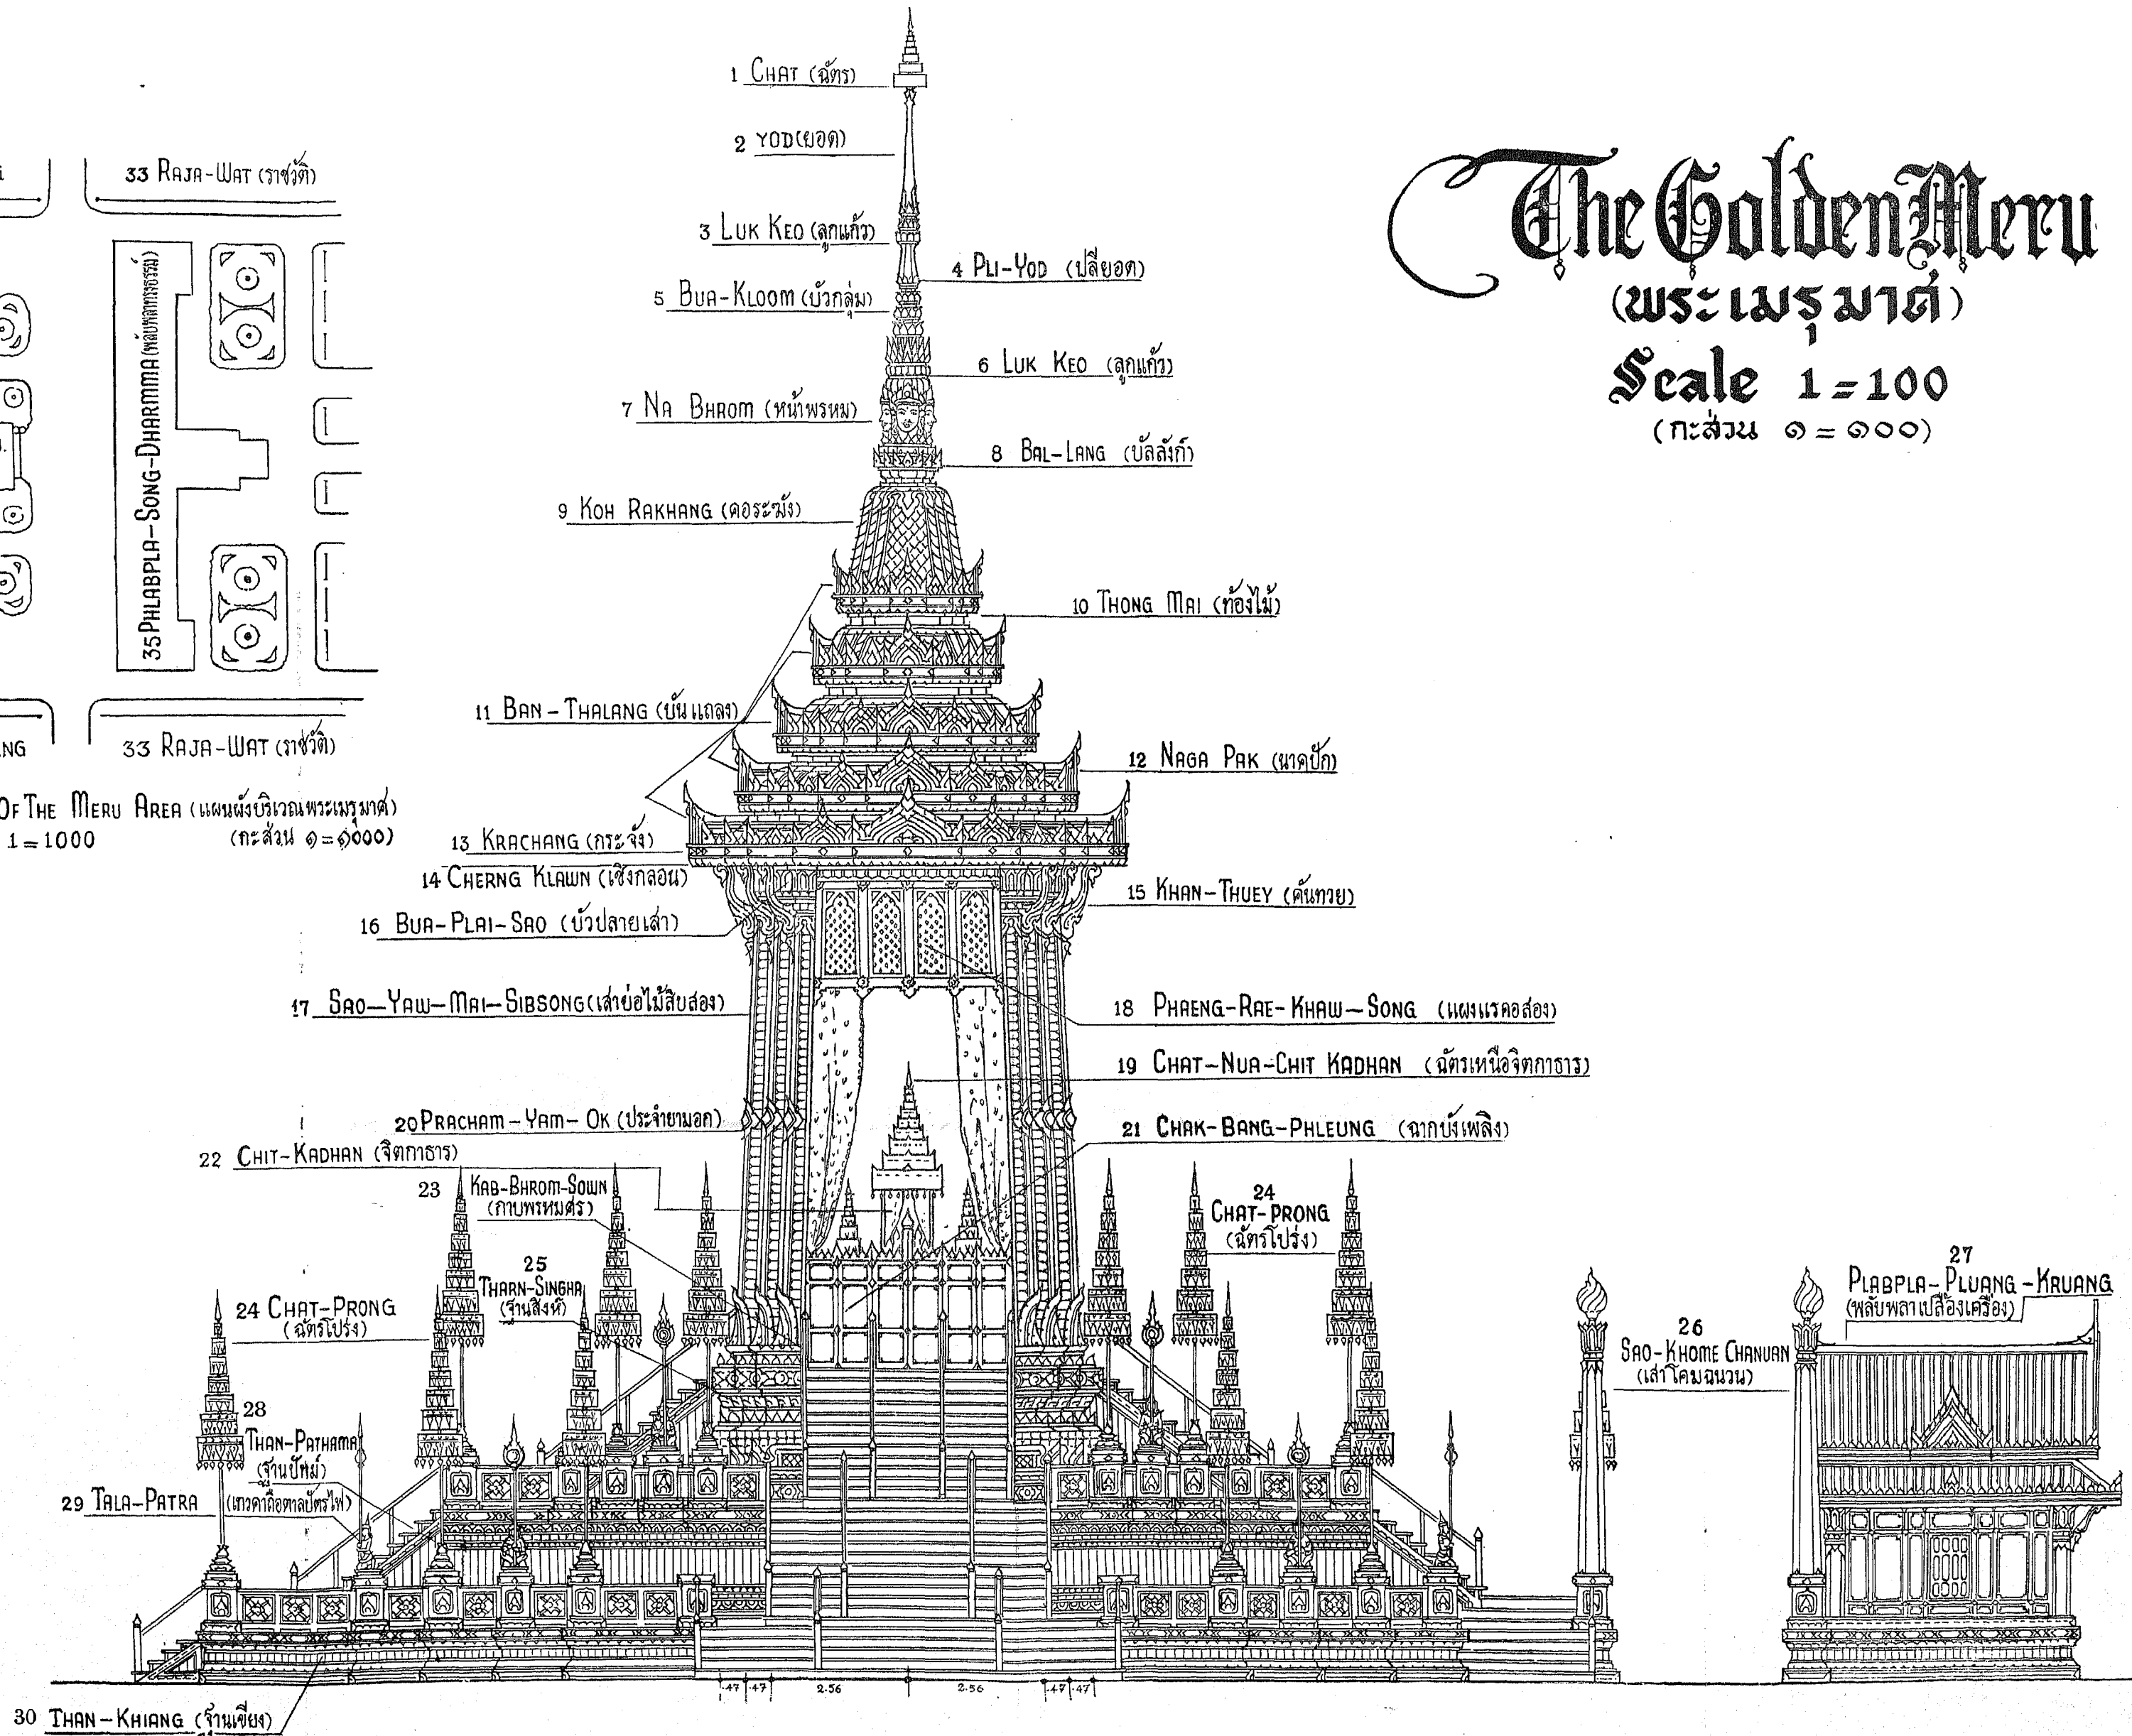 The Golden Meru
(พระเมรุมาศ)
Scale 1=100
(กะส่วน ๑=๑๐๐)
33 RAJA-WAT (ราชวัติ)
35 PHLABPLA-SONG-DHARMMA (พลับพลาทรงธรรม)
33 RAJA-WAT (ราชวัติ)
OF THE MERU AREA (แผนผังบริเวณพระเมรุมาศ)
1=1000 (กะส่วน ๑=๑๐๐๐)
1 CHAT (ฉัตร)
2 YOD (ยอด)
3 LUK KEO (ลูกแก้ว)
4 PLI-YOD (ปลียอด)
5 BUA-KLOOM (บัวกลุ่ม)
6 LUK KEO (ลูกแก้ว)
7 NA BHROM (หน้าพรหม)
8 BAL-LANG (บัลลังก์)
9 KOH RAKHANG (คอระฆัง)
10 THONG MAI (ท้องไม้)
11 BAN-THALANG (บันแถลง)
12 NAGA PAK (นาคปัก)
13 KRACHANG (กระจัง)
14 CHERNG KLAWN (เชิงกลอน)
15 KHAN-THUEY (คันทวย)
16 BUA-PLAI-SAO (บัวปลายเสา)
17 SAO-YAW-MAI-SIBSONG (เสาย่อไม้สิบสอง)
18 PHAENG-RAE-KHAW-SONG (แผงแรคอสอง)
19 CHAT-NUA-CHIT KADHAN (ฉัตรเหนือจิตกาธาร)
20 PRACHAM-YAM-OK (ประจำยามอก)
21 CHAK-BANG-PHLEUNG (ฉากบังเพลิง)
22 CHIT-KADHAN (จิตกาธาร)
23 KAB-BHROM-SOWN
(กาบพรหมศร)
24
CHAT-PRONG
(ฉัตรโปร่ง)
25
THARN-SINGHA
(ฐานสิงห์)
24 CHAT-PRONG
(ฉัตรโปร่ง)
26
SAO-KHOME CHANUAN
(เสาโคมฉนวน)
27
PLABPLA-PLUANG-KRUANG
(พลับพลาเปลื้องเครื่อง)
28
THAN-PATHAMA
(ฐานปัทม์)
29 TALA-PATRA (เทวดาถือตาลปัตรไฟ)
30 THAN-KHIANG (ฐานเขียง)
.47 .47 2.56 2.56 .47 .47